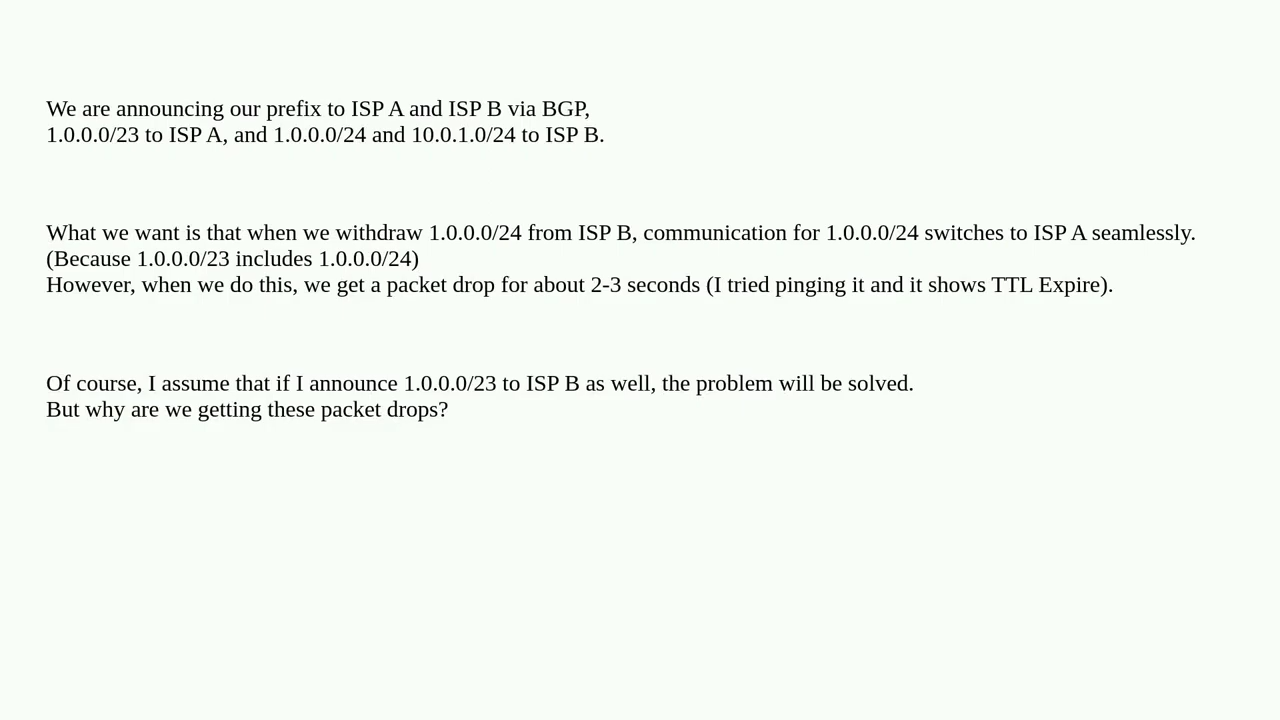 We are announcing our prefix to ISP A and ISP B via BGP,
1.0.0.0/23 to ISP A, and 1.0.0.0/24 and 10.0.1.0/24 to ISP B.
What we want is that when we withdraw 1.0.0.0/24 from ISP B, communication for 1.0.0.0/24 switches to ISP A seamlessly.
(Because 1.0.0.0/23 includes 1.0.0.0/24)
However, when we do this, we get a packet drop for about 2-3 seconds (I tried pinging it and it shows TTL Expire).
Of course, I assume that if I announce 1.0.0.0/23 to ISP B as well, the problem will be solved.
But why are we getting these packet drops?